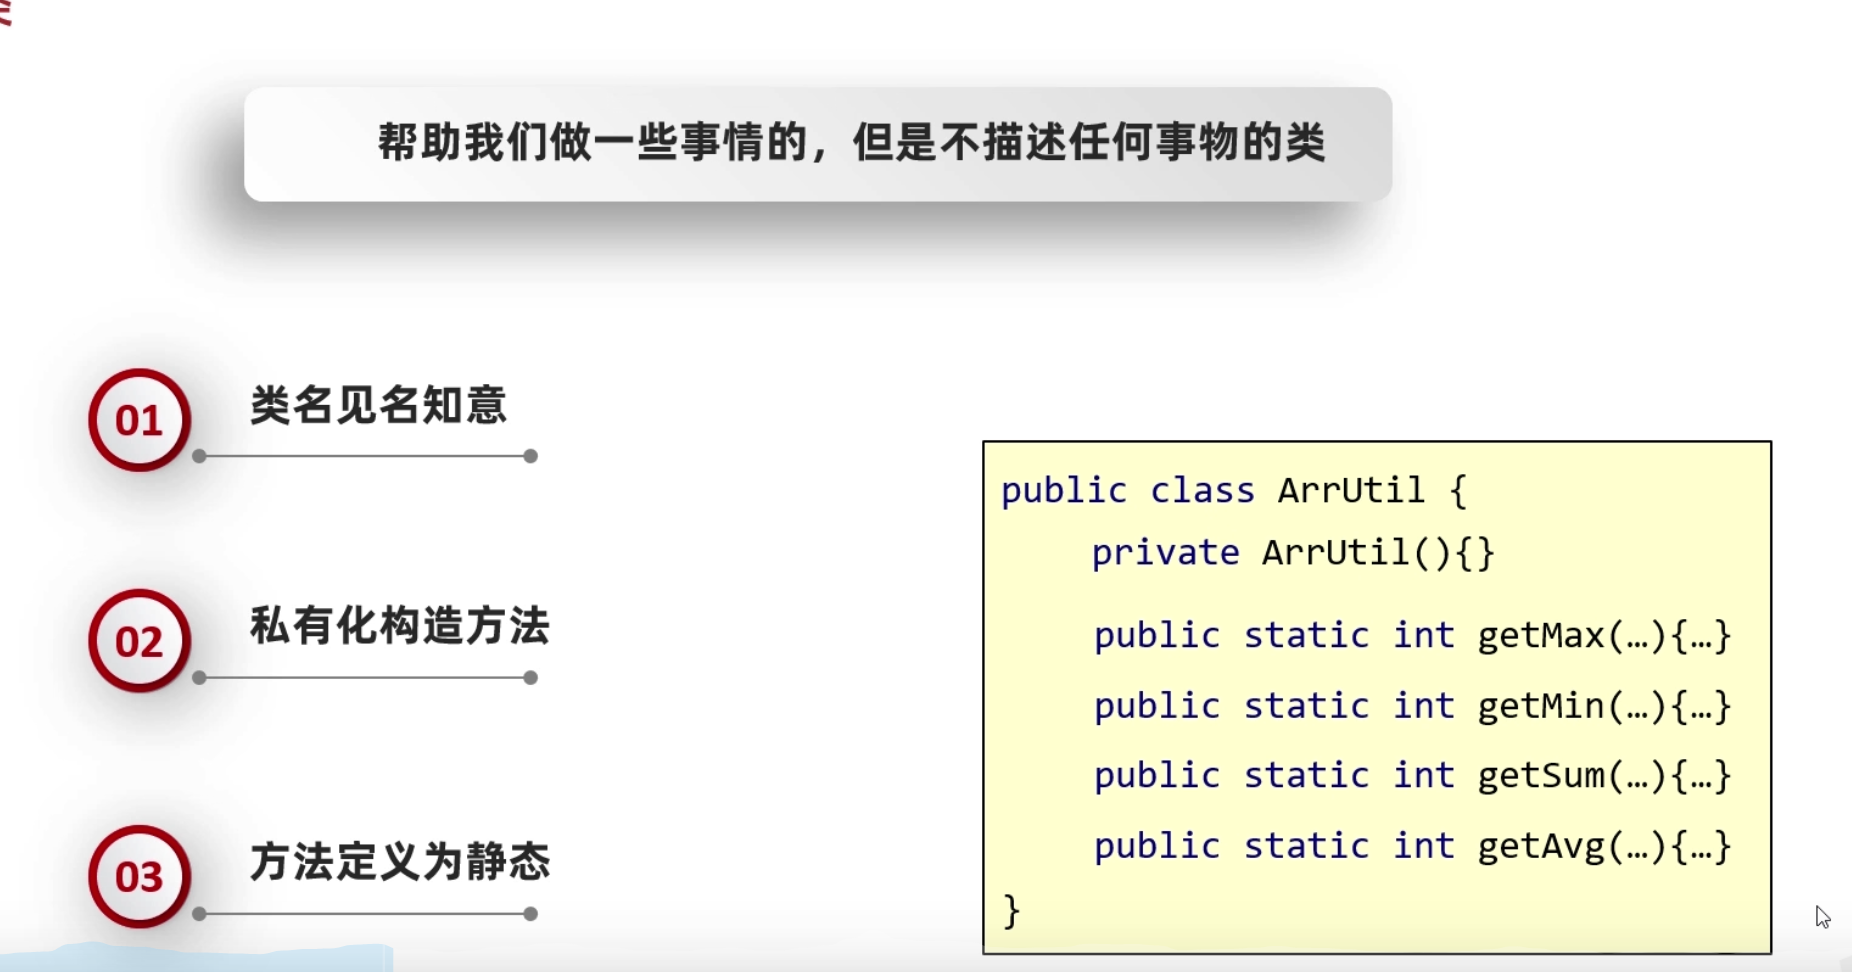 帮助我们做一些事情的，但是不描述任何事物的类
01 类名见名知意
02 私有化构造方法
03 方法定义为静态
public class ArrUtil {
private ArrUtil(){}
public static int getMax(…){…}
public static int getMin(…){…}
public static int getSum(…){…}
public static int getAvg(…){…}
}